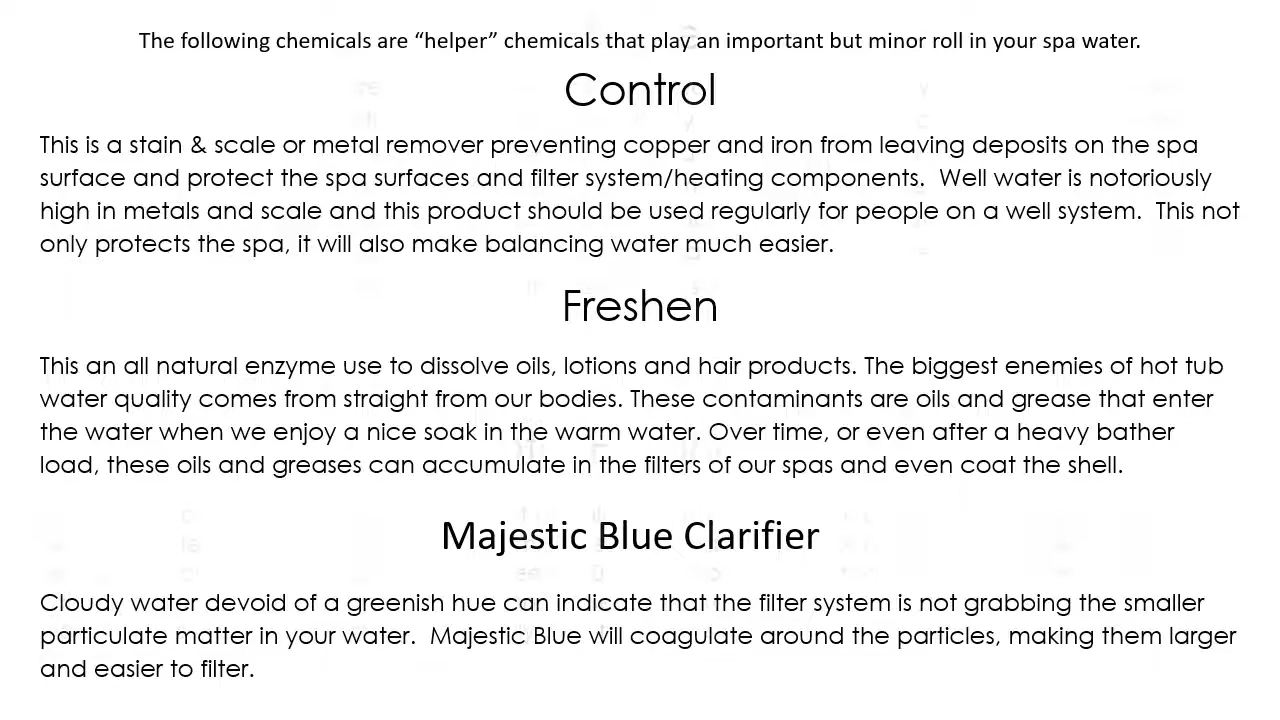 The following chemicals are “helper” chemicals that play an important but minor roll in your spa water.
Control
This is a stain & scale or metal remover preventing copper and iron from leaving deposits on the spa
surface and protect the spa surfaces and filter system/heating components.  Well water is notoriously
high in metals and scale and this product should be used regularly for people on a well system.  This not
only protects the spa, it will also make balancing water much easier.
Freshen
This an all natural enzyme use to dissolve oils, lotions and hair products. The biggest enemies of hot tub
water quality comes from straight from our bodies. These contaminants are oils and grease that enter
the water when we enjoy a nice soak in the warm water. Over time, or even after a heavy bather
load, these oils and greases can accumulate in the filters of our spas and even coat the shell.
Majestic Blue Clarifier
Cloudy water devoid of a greenish hue can indicate that the filter system is not grabbing the smaller
particulate matter in your water.  Majestic Blue will coagulate around the particles, making them larger
and easier to filter.